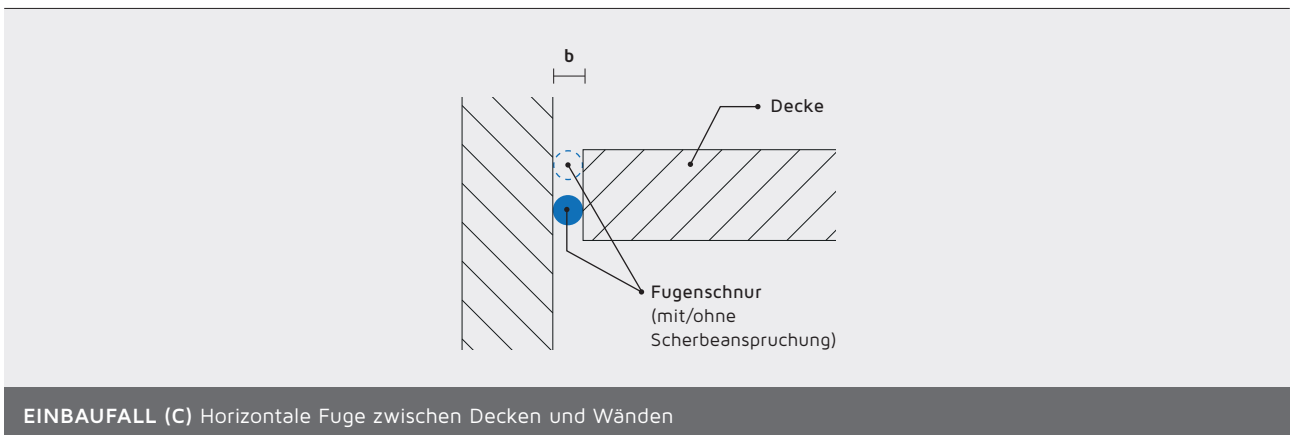 b
Decke
Fugenschnur
(mit/ohne
Scherbeanspruchung)
EINBAUFALL (C) Horizontale Fuge zwischen Decken und Wänden